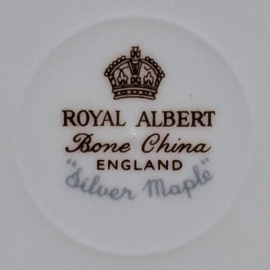 ROYAL ALBERT
Bone China
ENGLAND
"Silver Maple"